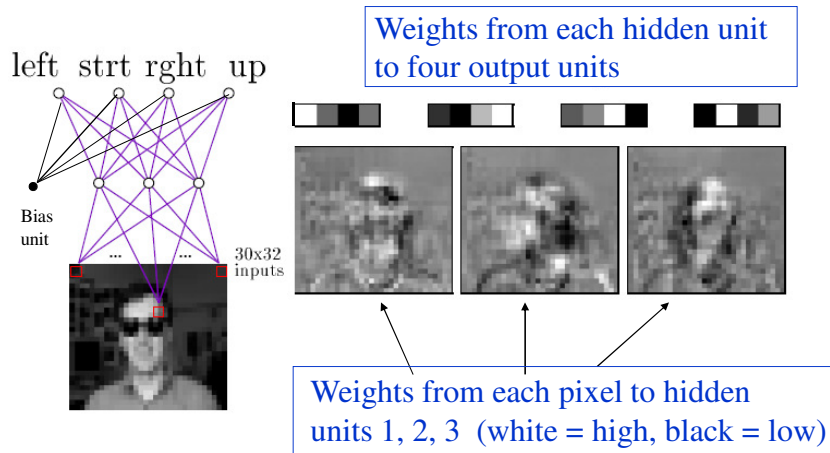 Weights from each hidden unit
to four output units
left strt rght up
Bias
unit
... ...
30x32
inputs
Weights from each pixel to hidden
units 1, 2, 3 (white = high, black = low)